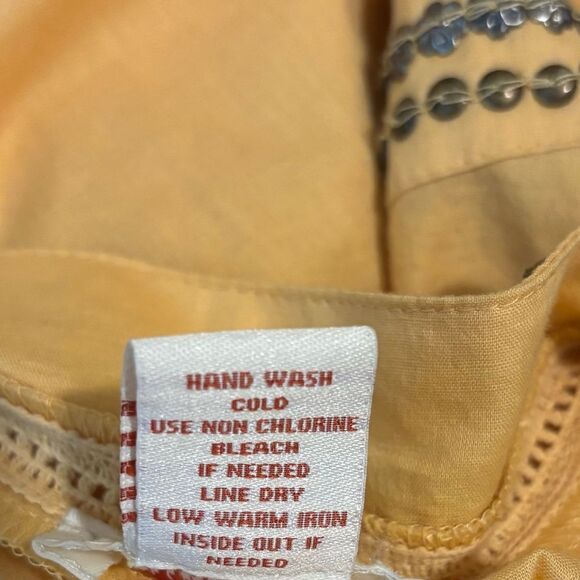 HAND WASH
COLD
USE NON CHLORINE
BLEACH
IF NEEDED
LINE DRY
LOW WARM IRON
INSIDE OUT IF
NEEDED